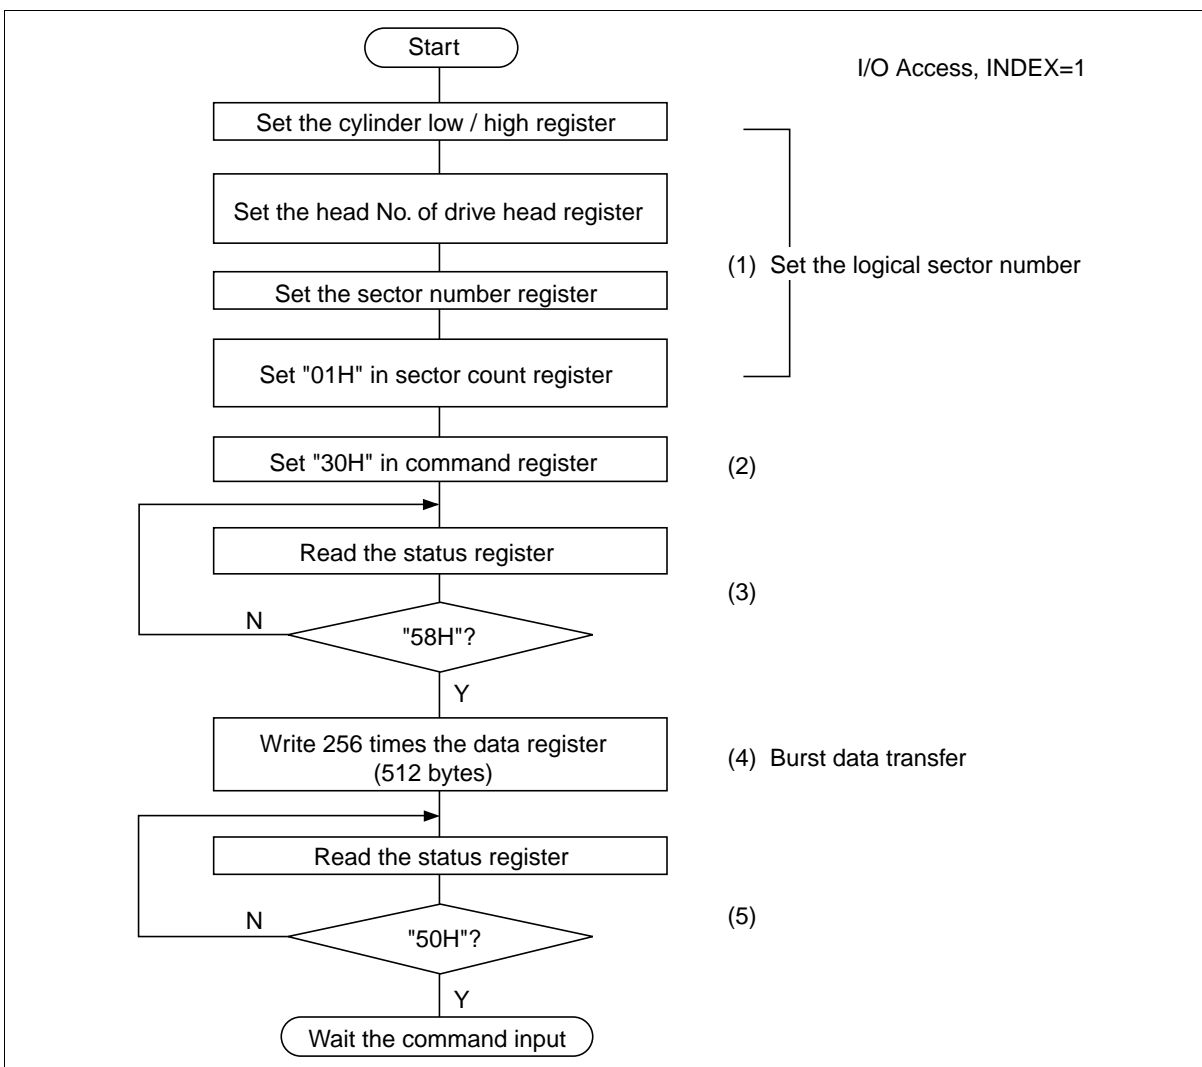 Start
I/O Access, INDEX=1
Set the cylinder low / high register
Set the head No. of drive head register
(1) Set the logical sector number
Set the sector number register
Set "01H" in sector count register
Set "30H" in command register
(2)
Read the status register
(3)
N
"58H"?
Y
Write 256 times the data register
(512 bytes)
(4) Burst data transfer
Read the status register
(5)
N
"50H"?
Y
Wait the command input